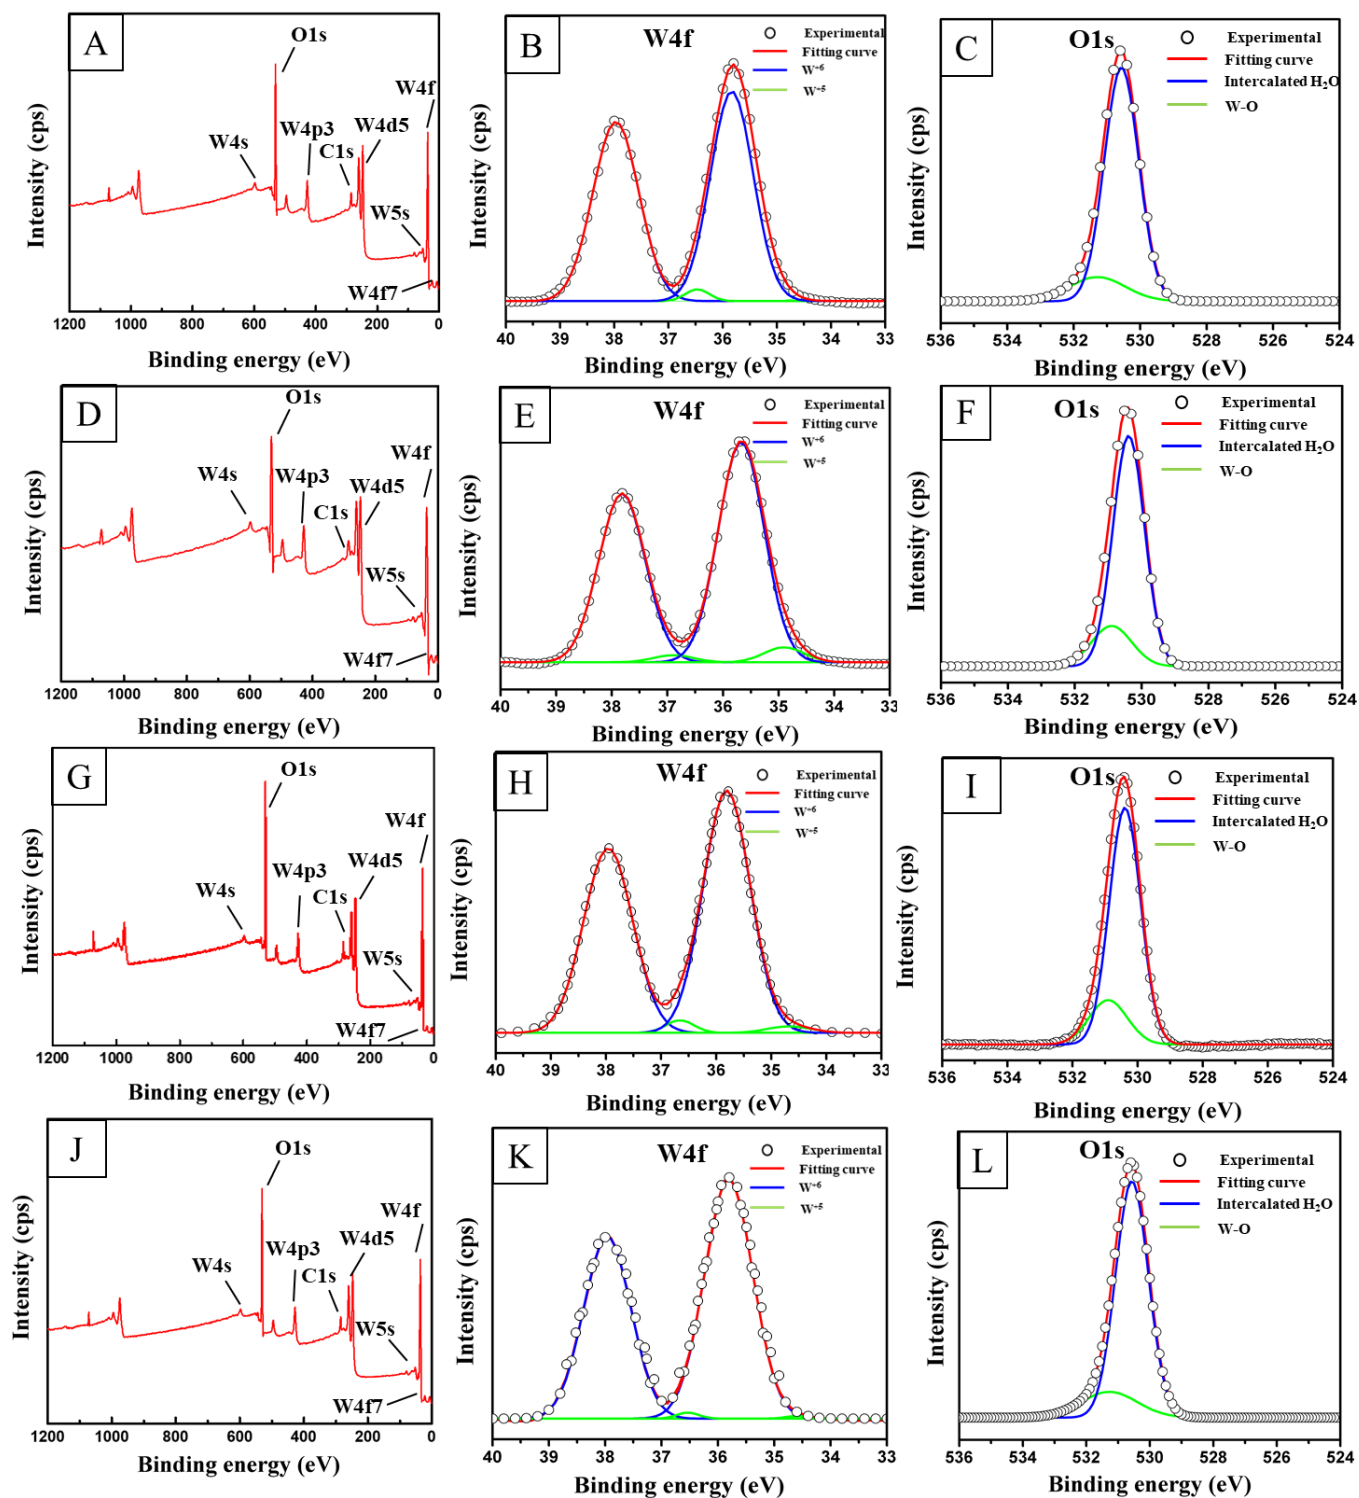 A
O1s
W4f
W4s
W4p3
W4d5
C1s
W5s
W4f7
Intensity (cps)
1200 1000 800 600 400 200 0
Binding energy (eV)
B
W4f
Experimental
Fitting curve
W+6
W+5
Intensity (cps)
40 39 38 37 36 35 34 33
Binding energy (eV)
C
O1s
Experimental
Fitting curve
Intercalated H2O
W-O
Intensity (cps)
536 534 532 530 528 526 524
Binding energy (eV)
D
O1s
W4f
W4s
W4p3
W4d5
C1s
W5s
W4f7
Intensity (cps)
1200 1000 800 600 400 200 0
Binding energy (eV)
E
W4f
Experimental
Fitting curve
W+6
W+5
Intensity (cps)
40 39 38 37 36 35 34 33
Binding energy (eV)
F
O1s
Experimental
Fitting curve
Intercalated H2O
W-O
Intensity (cps)
536 534 532 530 528 526 524
Binding energy (eV)
G
O1s
W4f
W4s
W4p3
W4d5
C1s
W5s
W4f7
Intensity (cps)
1200 1000 800 600 400 200 0
Binding energy (eV)
H
W4f
Experimental
Fitting curve
W+6
W+5
Intensity (cps)
40 39 38 37 36 35 34 33
Binding energy (eV)
I
O1s
Experimental
Fitting curve
Intercalated H2O
W-O
Intensity (cps)
536 534 532 530 528 526 524
Binding energy (eV)
J
O1s
W4f
W4s
W4p3
W4d5
C1s
W5s
W4f7
Intensity (cps)
1200 1000 800 600 400 200 0
Binding energy (eV)
K
W4f
Experimental
Fitting curve
W+6
W+5
Intensity (cps)
40 39 38 37 36 35 34 33
Binding energy (eV)
L
O1s
Experimental
Fitting curve
Intercalated H2O
W-O
Intensity (cps)
536 534 532 530 528 526 524
Binding energy (eV)